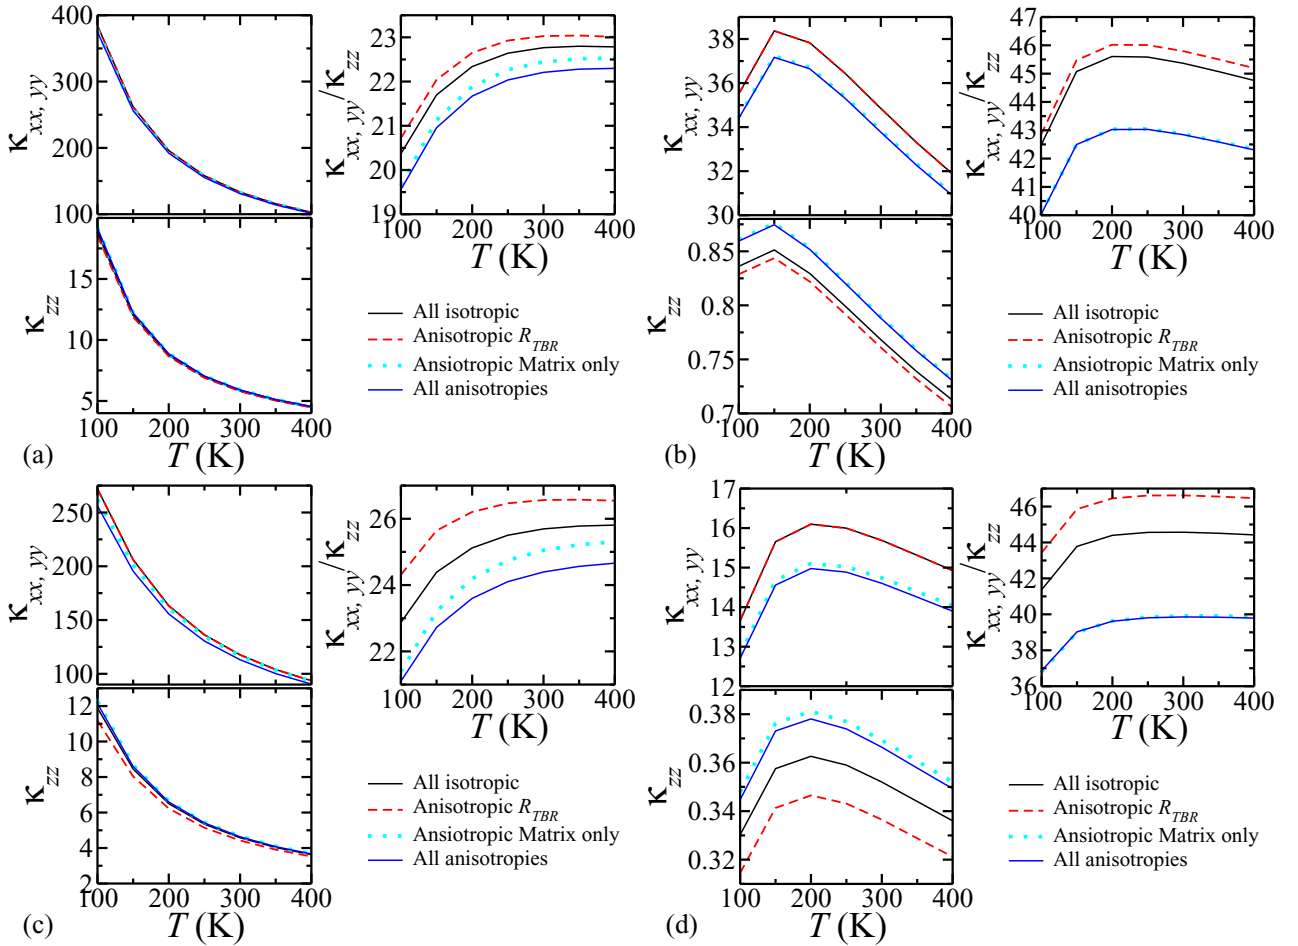 400
300
200
100
κxx, yy
15
10
5
κzz
100 200 300 400
T (K)
(a)
23
22
21
20
19
κxx, yy/κzz
100 200 300 400
T (K)
All isotropic
Anisotropic RTBR
Ansiotropic Matrix only
All anisotropies
38
36
34
32
30
κxx, yy
0.85
0.8
0.75
0.7
κzz
100 200 300 400
T (K)
(b)
47
46
45
44
43
42
41
40
κxx, yy/κzz
100 200 300 400
T (K)
All isotropic
Anisotropic RTBR
Ansiotropic Matrix only
All anisotropies
250
200
150
100
κxx, yy
12
10
8
6
4
2
κzz
100 200 300 400
T (K)
(c)
26
24
22
κxx, yy/κzz
100 200 300 400
T (K)
All isotropic
Anisotropic RTBR
Ansiotropic Matrix only
All anisotropies
17
16
15
14
13
12
κxx, yy
0.38
0.36
0.34
0.32
κzz
100 200 300 400
T (K)
(d)
46
44
42
40
38
36
κxx, yy/κzz
100 200 300 400
T (K)
All isotropic
Anisotropic RTBR
Ansiotropic Matrix only
All anisotropies